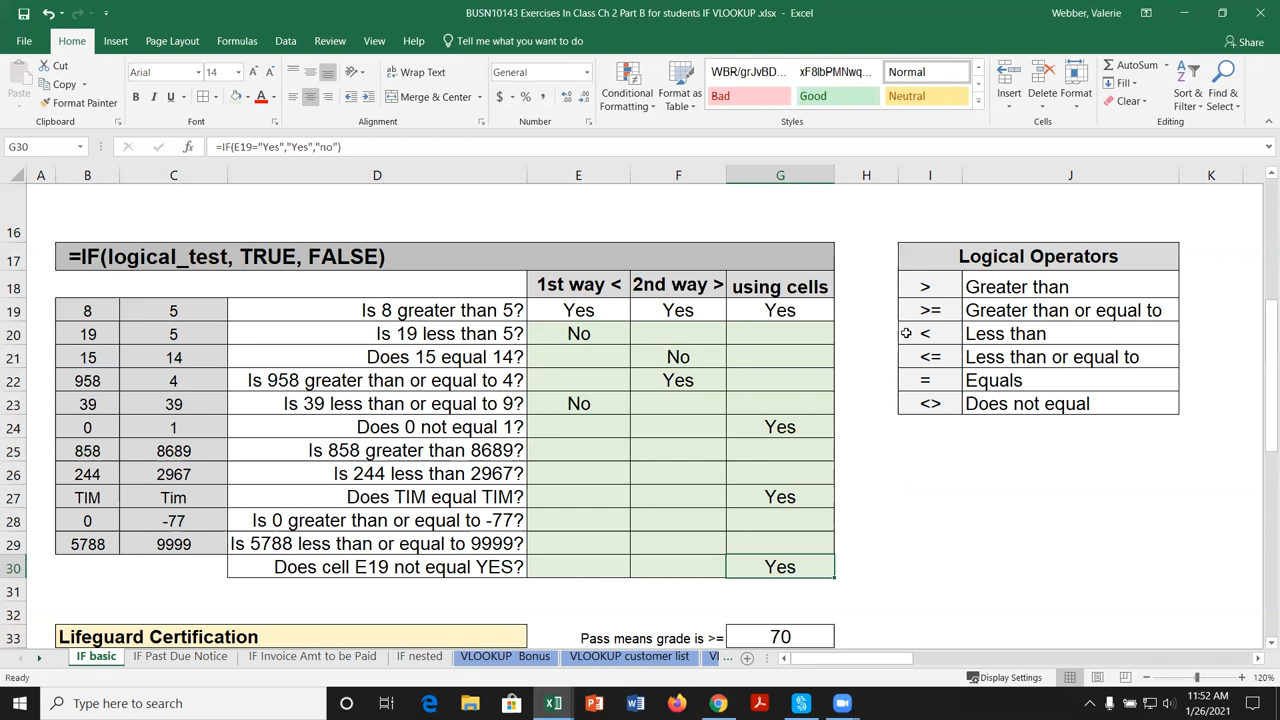 BUSN10143 Exercises In Class Ch 2 Part B for students IF VLOOKUP .xlsx - Excel
Webber, Valerie
File Home Insert Page Layout Formulas Data Review View Help Tell me what you want to do Share
Cut
Copy
Format Painter
Paste
Clipboard
Arial 14
B I U A
Font
Wrap Text
Merge & Center
Alignment
General
$ % ,
Number
Conditional Formatting
Format as Table
WBR/grJvBD... xF8lbPMNwq... Normal
Bad Good Neutral
Styles
Insert Delete Format
Cells
AutoSum
Fill
Clear
Sort & Filter
Find & Select
Editing
G30 fx =IF(E19="Yes","Yes","no")
A B C D E F G H I J K
16
17 =IF(logical_test, TRUE, FALSE) Logical Operators
18 1st way < 2nd way > using cells > Greater than
19 8 5 Is 8 greater than 5? Yes Yes Yes >= Greater than or equal to
20 19 5 Is 19 less than 5? No < Less than
21 15 14 Does 15 equal 14? No <= Less than or equal to
22 958 4 Is 958 greater than or equal to 4? Yes = Equals
23 39 39 Is 39 less than or equal to 9? No <> Does not equal
24 0 1 Does 0 not equal 1? Yes
25 858 8689 Is 858 greater than 8689?
26 244 2967 Is 244 less than 2967?
27 TIM Tim Does TIM equal TIM? Yes
28 0 -77 Is 0 greater than or equal to -77?
29 5788 9999 Is 5788 less than or equal to 9999?
30 Does cell E19 not equal YES? Yes
31
32
33 Lifeguard Certification Pass means grade is >= 70
IF basic IF Past Due Notice IF Invoice Amt to be Paid IF nested VLOOKUP Bonus VLOOKUP customer list VI ...
Ready Display Settings 120%
Type here to search
11:52 AM
1/26/2021